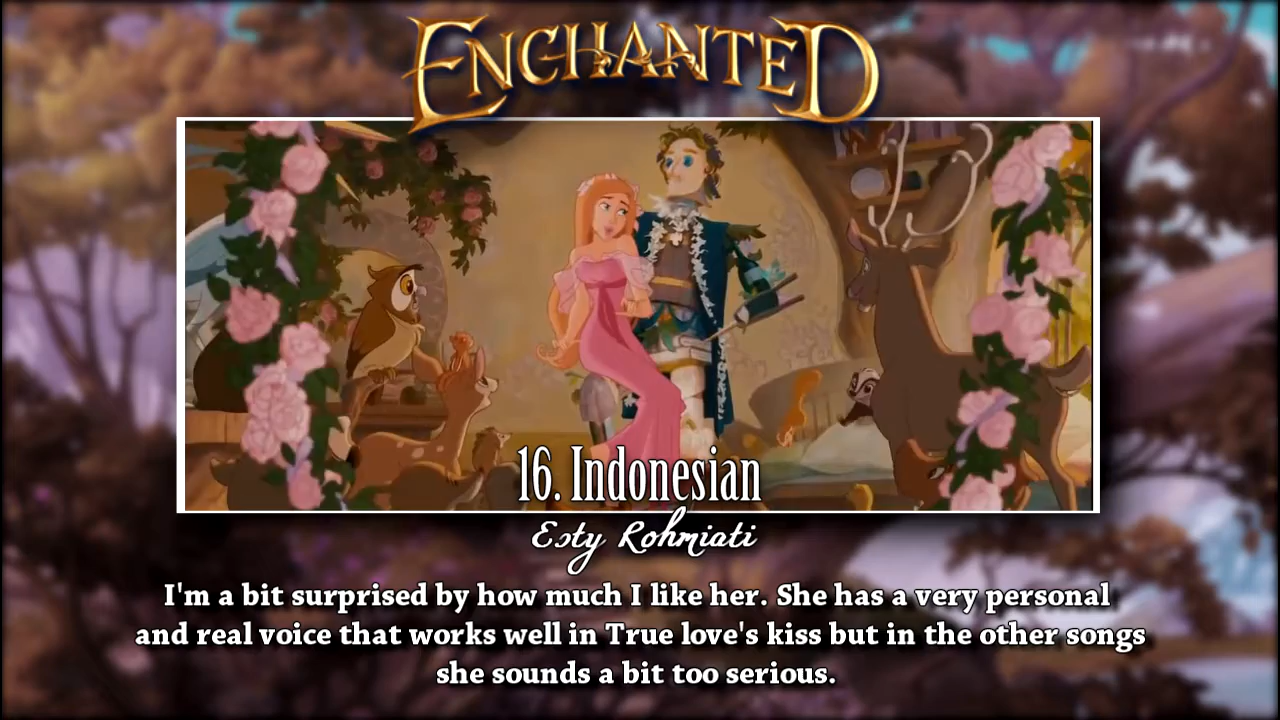 ENCHANTED
16. Indonesian
Esty Rohmiati
I'm a bit surprised by how much I like her. She has a very personal
and real voice that works well in True love's kiss but in the other songs
she sounds a bit too serious.